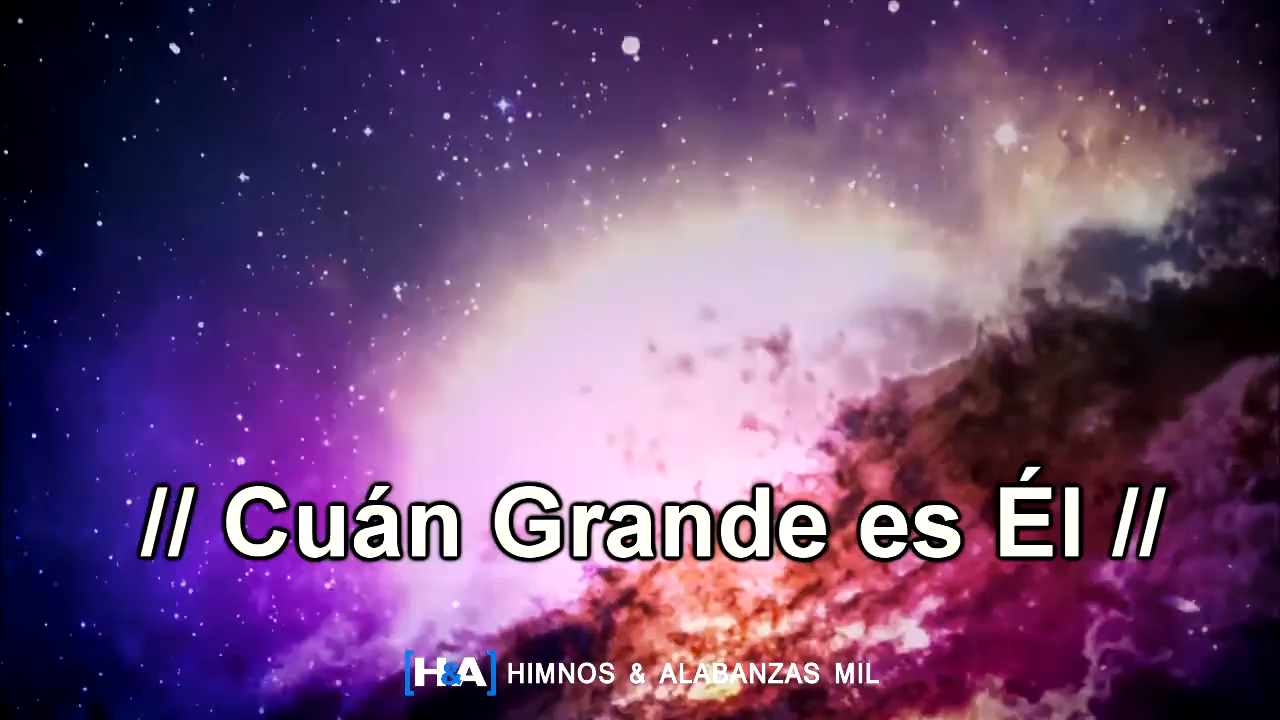 // Cuán Grande es Él //
[H&A] HIMNOS & ALABANZAS MIL